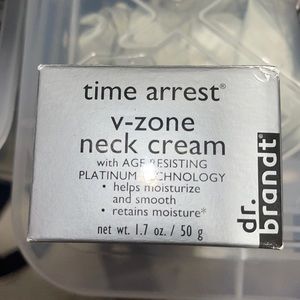 time arrest®
v-zone
neck cream
with AGE RESISTING
PLATINUM TECHNOLOGY
• helps moisturize
and smooth
• retains moisture*
net wt. 1.7 oz. / 50 g
dr.
brandt®